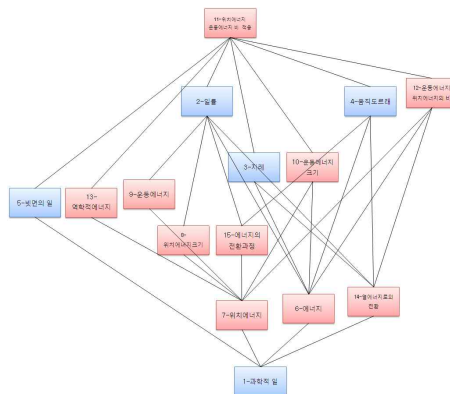 11-위치에너지
운동에너지의 적용
2-일률
4-움직도르래
12-운동에너지
위치에너지의 비
3-지레
10-운동에너지
크기
5-빗면의 일
13-
역학적에너지
9-운동에너지
8-
위치에너지크기
15-에너지의
전환과정
7-위치에너지
6-에너지
14-열에너지로의
전환
1-과학적 일